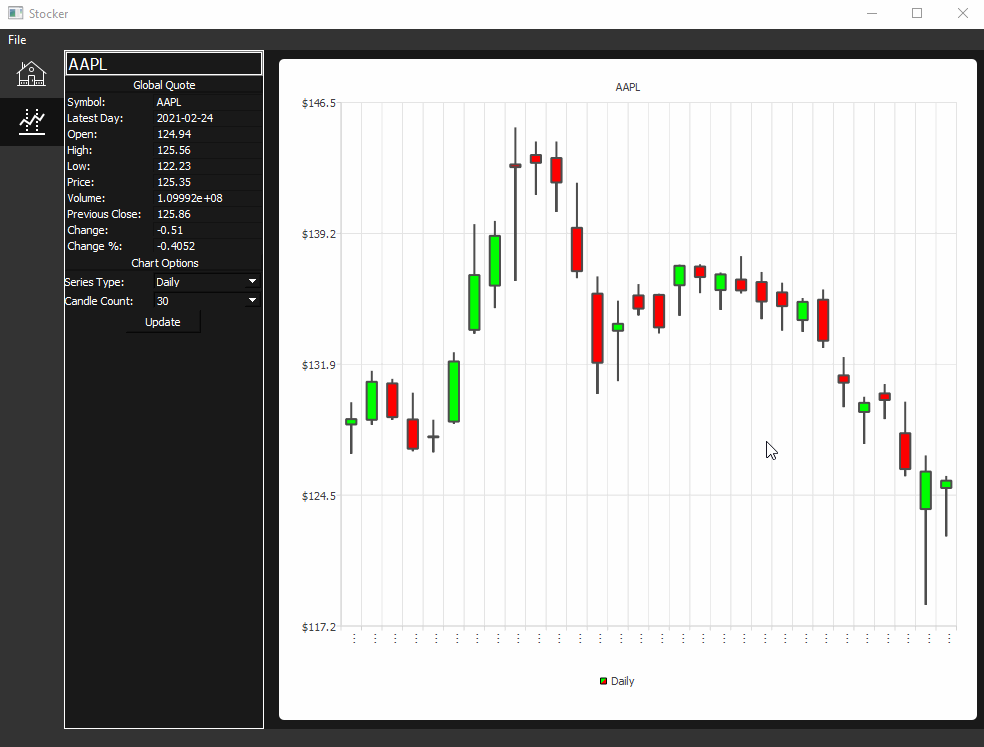 Stocker
File
AAPL
Global Quote
Symbol: AAPL
Latest Day: 2021-02-24
Open: 124.94
High: 125.56
Low: 122.23
Price: 125.35
Volume: 1.09992e+08
Previous Close: 125.86
Change: -0.51
Change %: -0.4052
Chart Options
Series Type: Daily
Candle Count: 30
Update
AAPL
$146.5
$139.2
$131.9
$124.5
$117.2
Daily